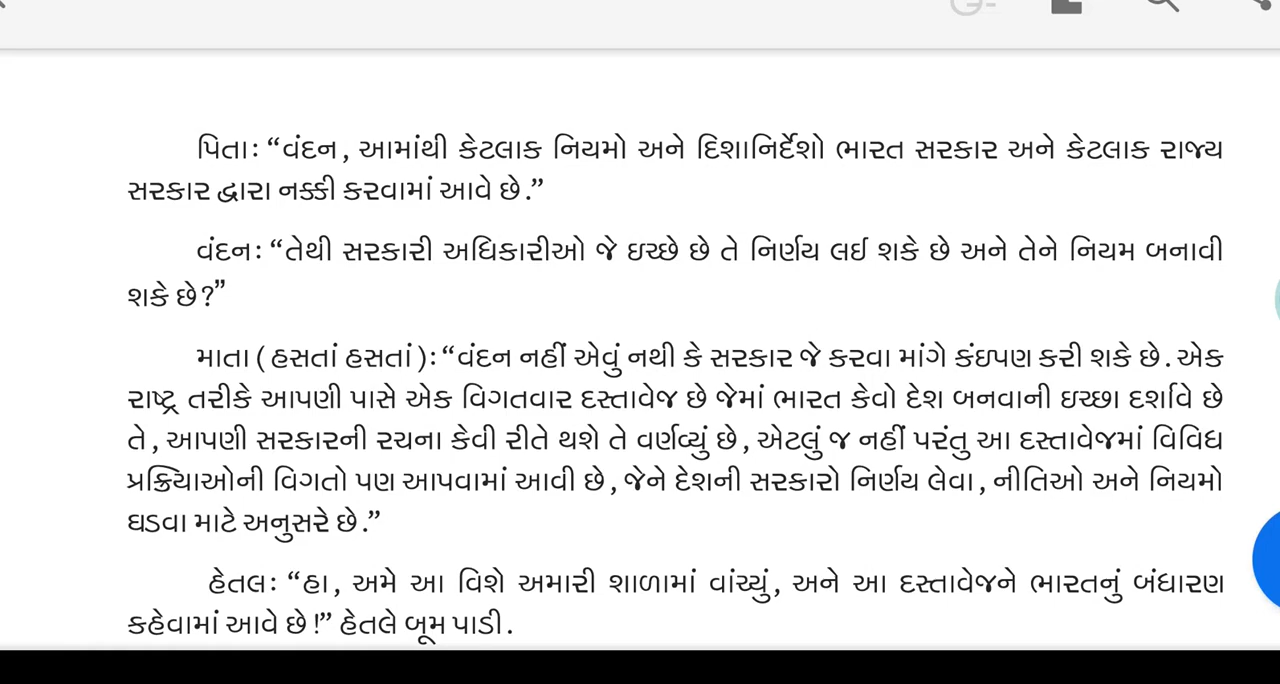 પિતાઃ “વંદન, આમાંથી કેટલાક નિયમો અને દિશાનિર્દેશો ભારત સરકાર અને કેટલાક રાજ્ય
સરકાર દ્વારા નક્કી કરવામાં આવે છે.”
વંદનઃ “તેથી સરકારી અધિકારીઓ જે ઇચ્છે છે તે નિર્ણય લઈ શકે છે અને તેને નિયમ બનાવી
શકે છે?”
માતા (હસતાં હસતાં): “વંદન નહીં એવું નથી કે સરકાર જે કરવા માંગે કંઇપણ કરી શકે છે. એક
રાષ્ટ્ર તરીકે આપણી પાસે એક વિગતવાર દસ્તાવેજ છે જેમાં ભારત કેવો દેશ બનવાની ઇચ્છા દર્શાવે છે
તે, આપણી સરકારની રચના કેવી રીતે થશે તે વર્ણવ્યું છે, એટલું જ નહીં પરંતુ આ દસ્તાવેજમાં વિવિધ
પ્રક્રિયાઓની વિગતો પણ આપવામાં આવી છે, જેને દેશની સરકારો નિર્ણય લેવા, નીતિઓ અને નિયમો
ઘડવા માટે અનુસરે છે.”
હેતલઃ “હા, અમે આ વિશે અમારી શાળામાં વાંચ્યું, અને આ દસ્તાવેજને ભારતનું બંધારણ
કહેવામાં આવે છે!” હેતલે બૂમ પાડી.